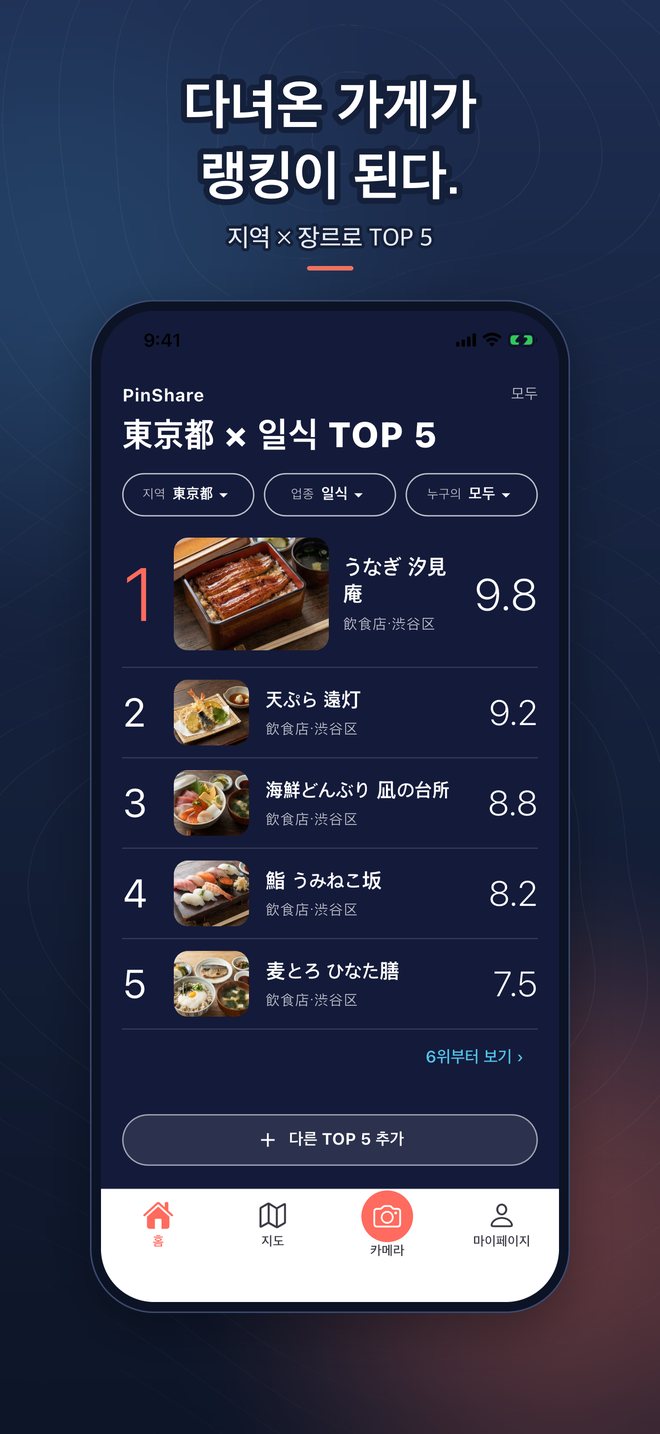 다녀온 가게가
랭킹이 된다.
지역 × 장르로 TOP 5
9:41
PinShare
모두
東京都 × 일식 TOP 5
지역 東京都
업종 일식
누구의 모두
1
うなぎ 汐見
庵
飲食店·渋谷区
9.8
2
天ぷら 遠灯
飲食店·渋谷区
9.2
3
海鮮どんぶり 凪の台所
飲食店·渋谷区
8.8
4
鮨 うみねこ坂
飲食店·渋谷区
8.2
5
麦とろ ひなた膳
飲食店·渋谷区
7.5
6위부터 보기 ›
+ 다른 TOP 5 추가
홈
지도
카메라
마이페이지